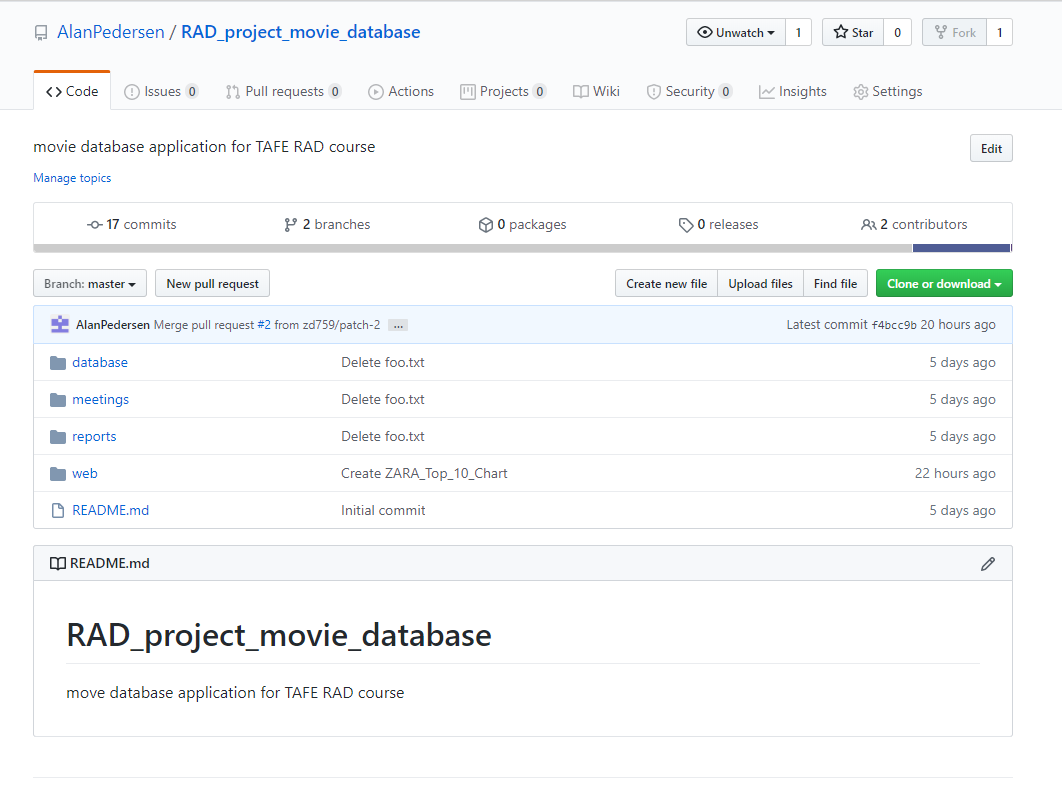 AlanPedersen / RAD_project_movie_database
Unwatch 1 Star 0 Fork 1
Code Issues 0 Pull requests 0 Actions Projects 0 Wiki Security 0 Insights Settings
movie database application for TAFE RAD course Edit
Manage topics
17 commits 2 branches 0 packages 0 releases 2 contributors
Branch: master New pull request Create new file Upload files Find file Clone or download
AlanPedersen Merge pull request #2 from zd759/patch-2 ... Latest commit f4bcc9b 20 hours ago
database Delete foo.txt 5 days ago
meetings Delete foo.txt 5 days ago
reports Delete foo.txt 5 days ago
web Create ZARA_Top_10_Chart 22 hours ago
README.md Initial commit 5 days ago
README.md
RAD_project_movie_database
move database application for TAFE RAD course